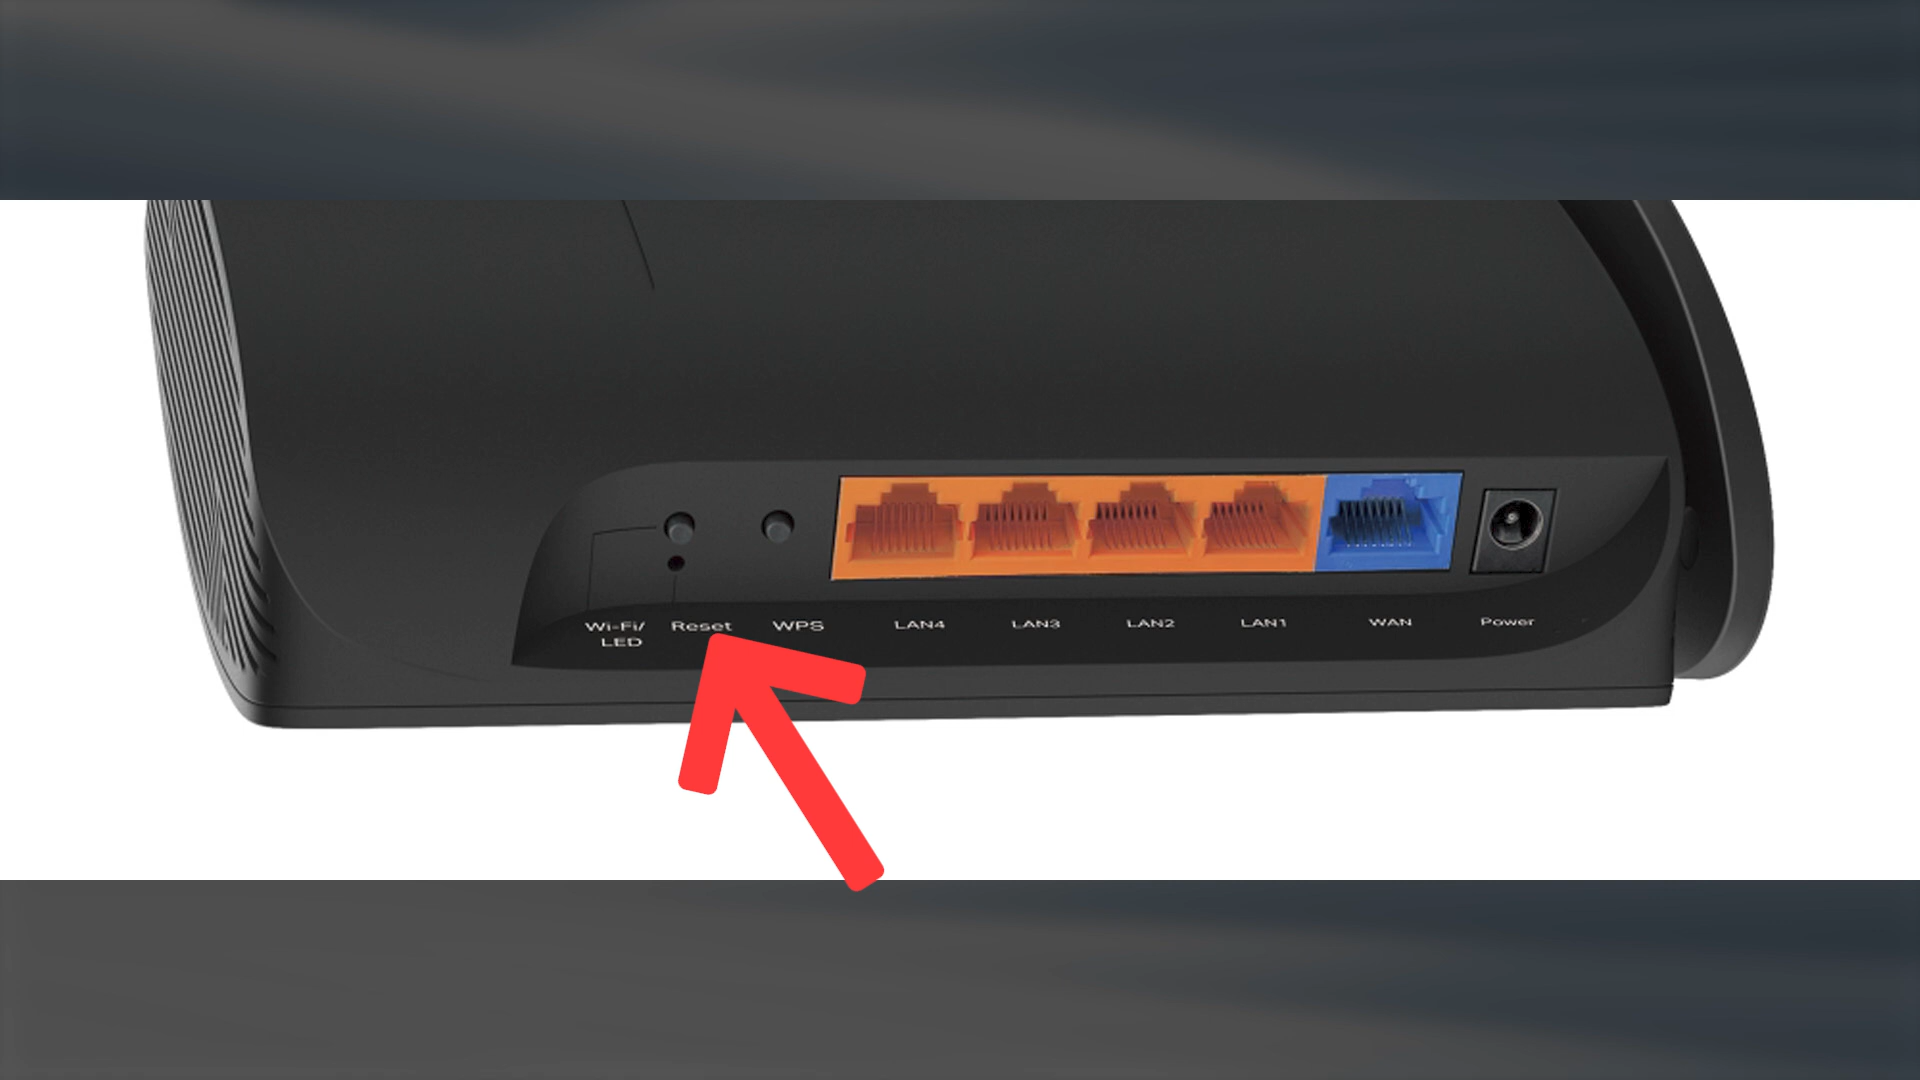 Wi-Fi/
LED
Reset
WPS
LAN4
LAN3
LAN2
LAN1
WAN
Power